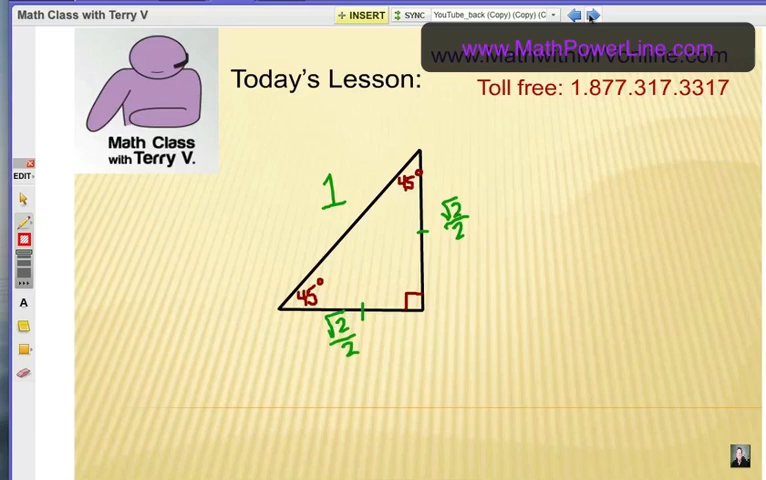 Math Class with Terry V
INSERT
SYNC
YouTube_back (Copy) (Copy) (C
www.MathPowerLine.com
Today's Lesson:
Toll free: 1.877.317.3317
Math Class
with Terry V.
EDIT
A
1
45°
√2/2
45°
√2/2